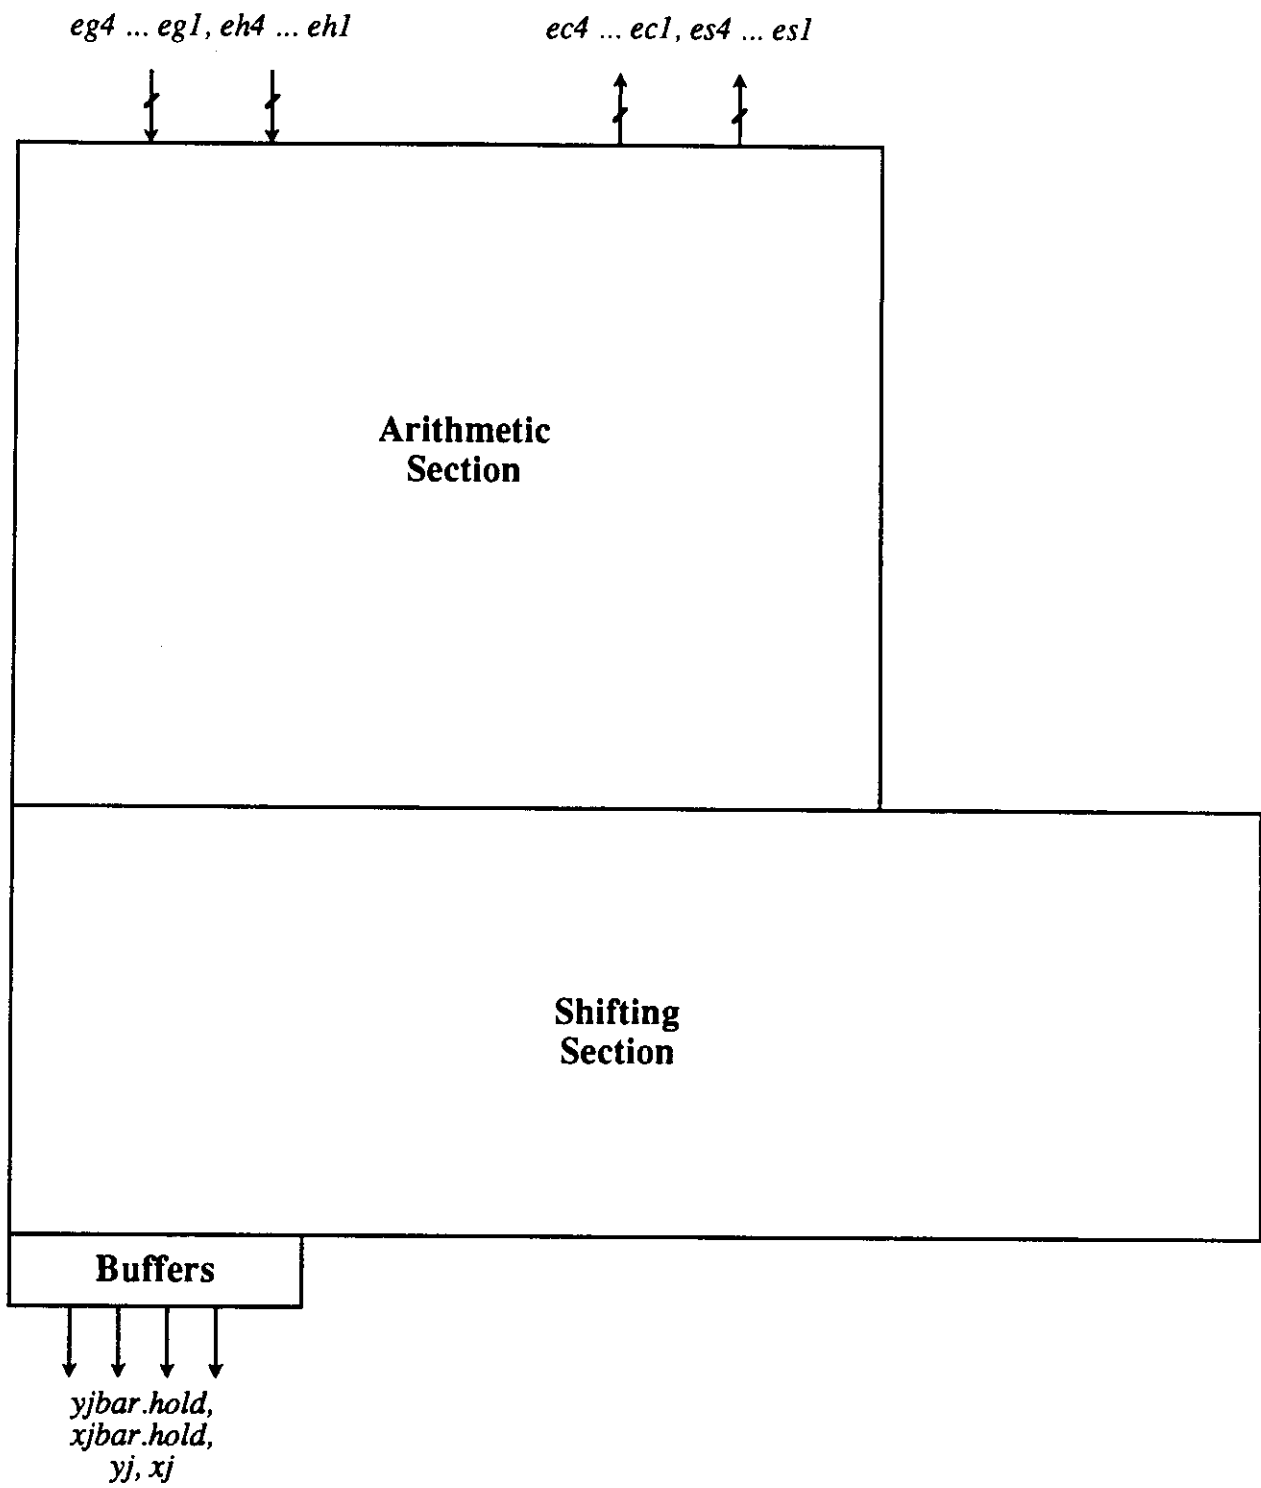 eg4 ... eg1, eh4 ... eh1
ec4 ... ec1, es4 ... es1
Arithmetic
Section
Shifting
Section
Buffers
yjbar.hold,
xjbar.hold,
yj, xj